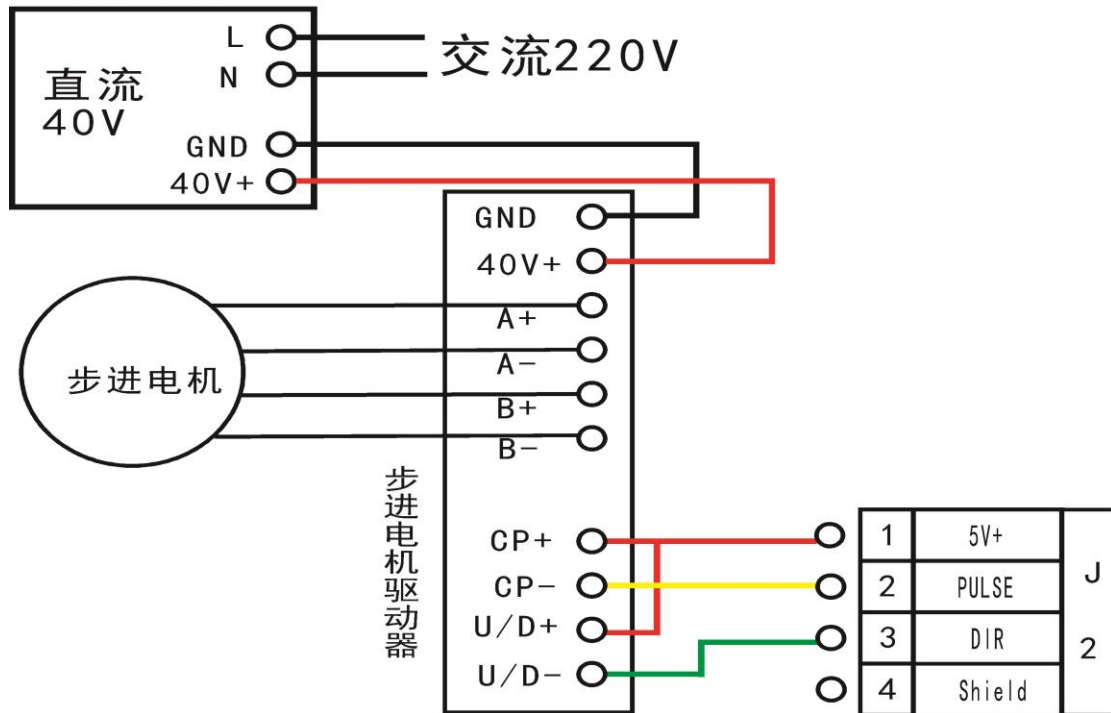 L
N
交流220V
直流
40V
GND
40V+
GND
40V+
A+
A-
B+
B-
步进电机
步进电机驱动器
CP+
CP-
U/D+
U/D-
1 5V+
2 PULSE
3 DIR
4 Shield
J
2